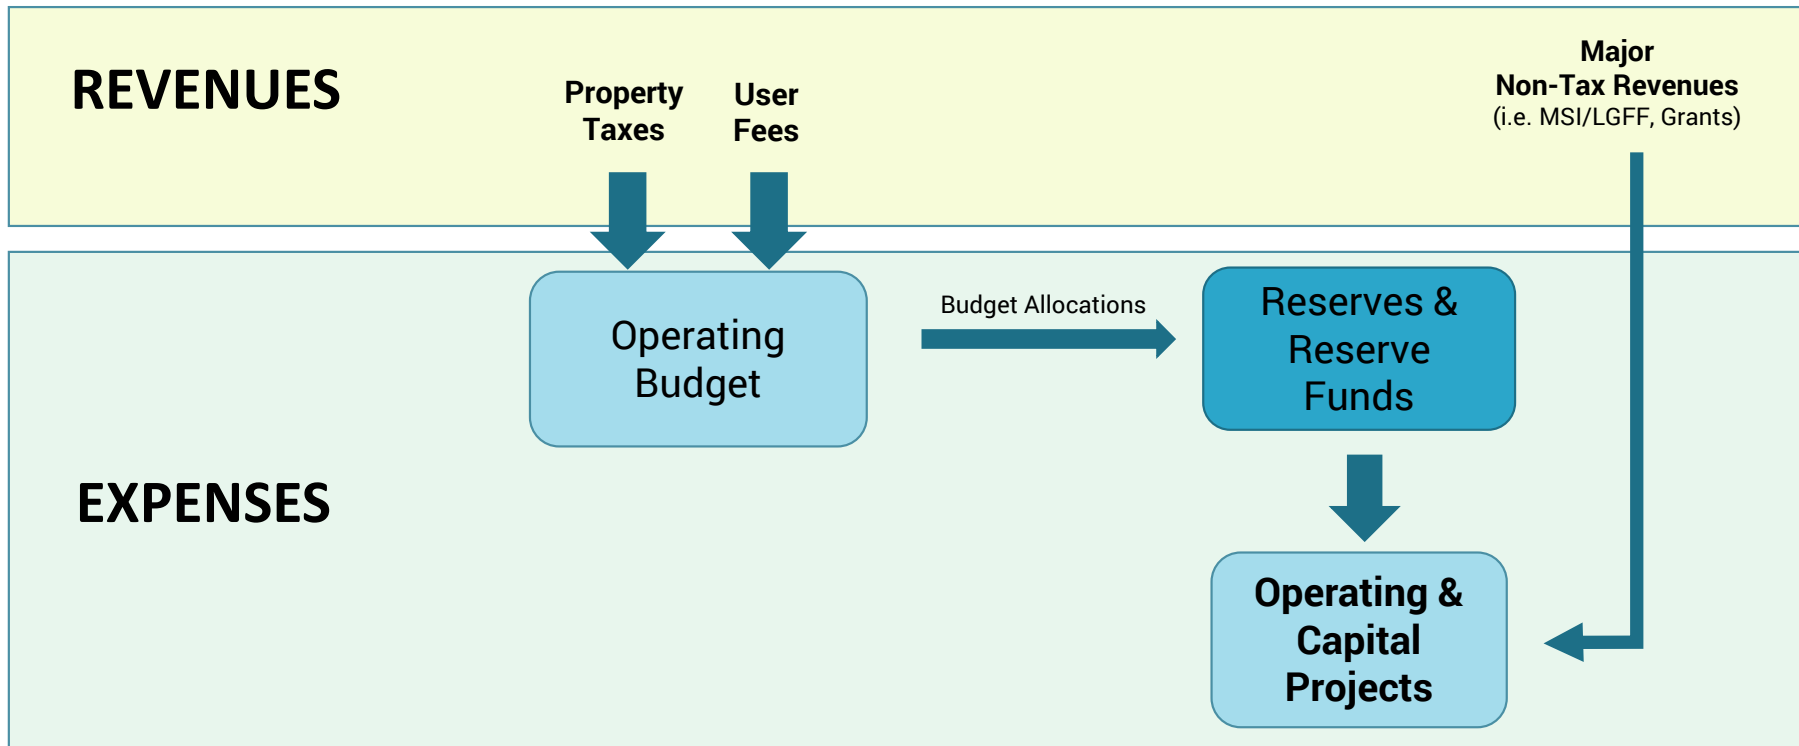 REVENUES
Property
Taxes
User
Fees
Major
Non-Tax Revenues
(i.e. MSI/LGFF, Grants)
Operating
Budget
Budget Allocations
Reserves &
Reserve
Funds
EXPENSES
Operating &
Capital
Projects